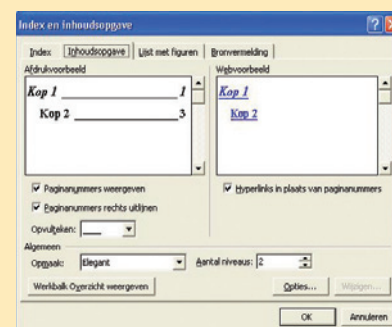 Index en inhoudsopgave
Index
Inhoudsopgave
Lijst met figuren
Bronvermelding
Afdrukvoorbeeld
Kop 1 1
Kop 2 3
Webvoorbeeld
Kop 1
Kop 2
Paginanummers weergeven
Paginanummers rechts uitlijnen
Opvulteken:
Hyperlinks in plaats van paginanummers
Algemeen
Opmaak: Elegant
Aantal niveaus: 2
Werkbalk Overzicht weergeven
Opties...
Wijzigen...
OK
Annuleren